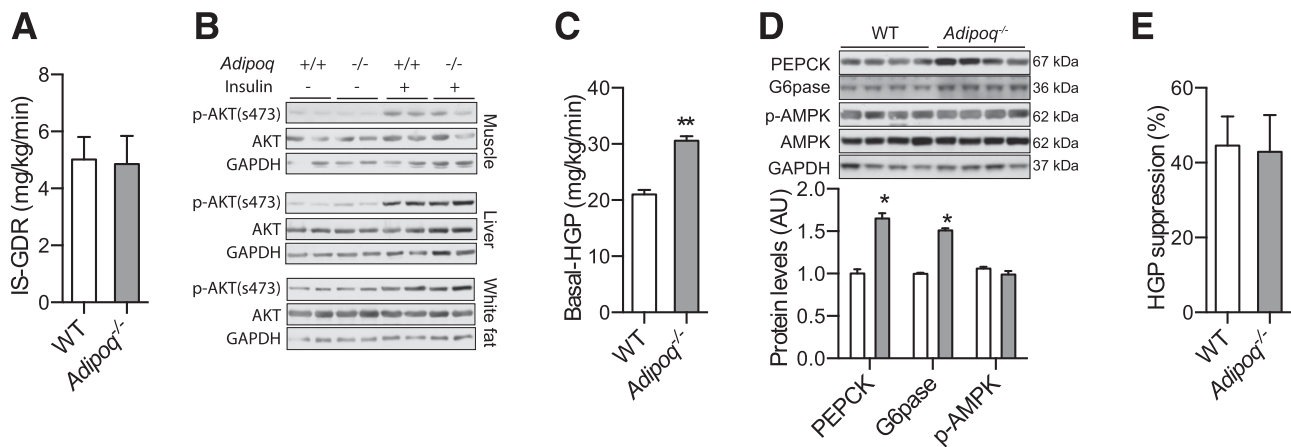 A
IS-GDR (mg/kg/min)
8
6
4
2
0
WT
Adipoq-/-
B
Adipoq +/+ -/- +/+ -/-
Insulin - - + +
p-AKT(s473)
AKT
GAPDH
Muscle
p-AKT(s473)
AKT
GAPDH
Liver
p-AKT(s473)
AKT
GAPDH
White fat
C
Basal-HGP (mg/kg/min)
40
30
20
10
0
**
WT
Adipoq-/-
D
WT Adipoq-/-
PEPCK 67 kDa
G6pase 36 kDa
p-AMPK 62 kDa
AMPK 62 kDa
GAPDH 37 kDa
Protein levels (AU)
2.0
1.5
1.0
0.5
0.0
*
*
PEPCK
G6pase
p-AMPK
E
HGP suppression (%)
60
40
20
0
WT
Adipoq-/-